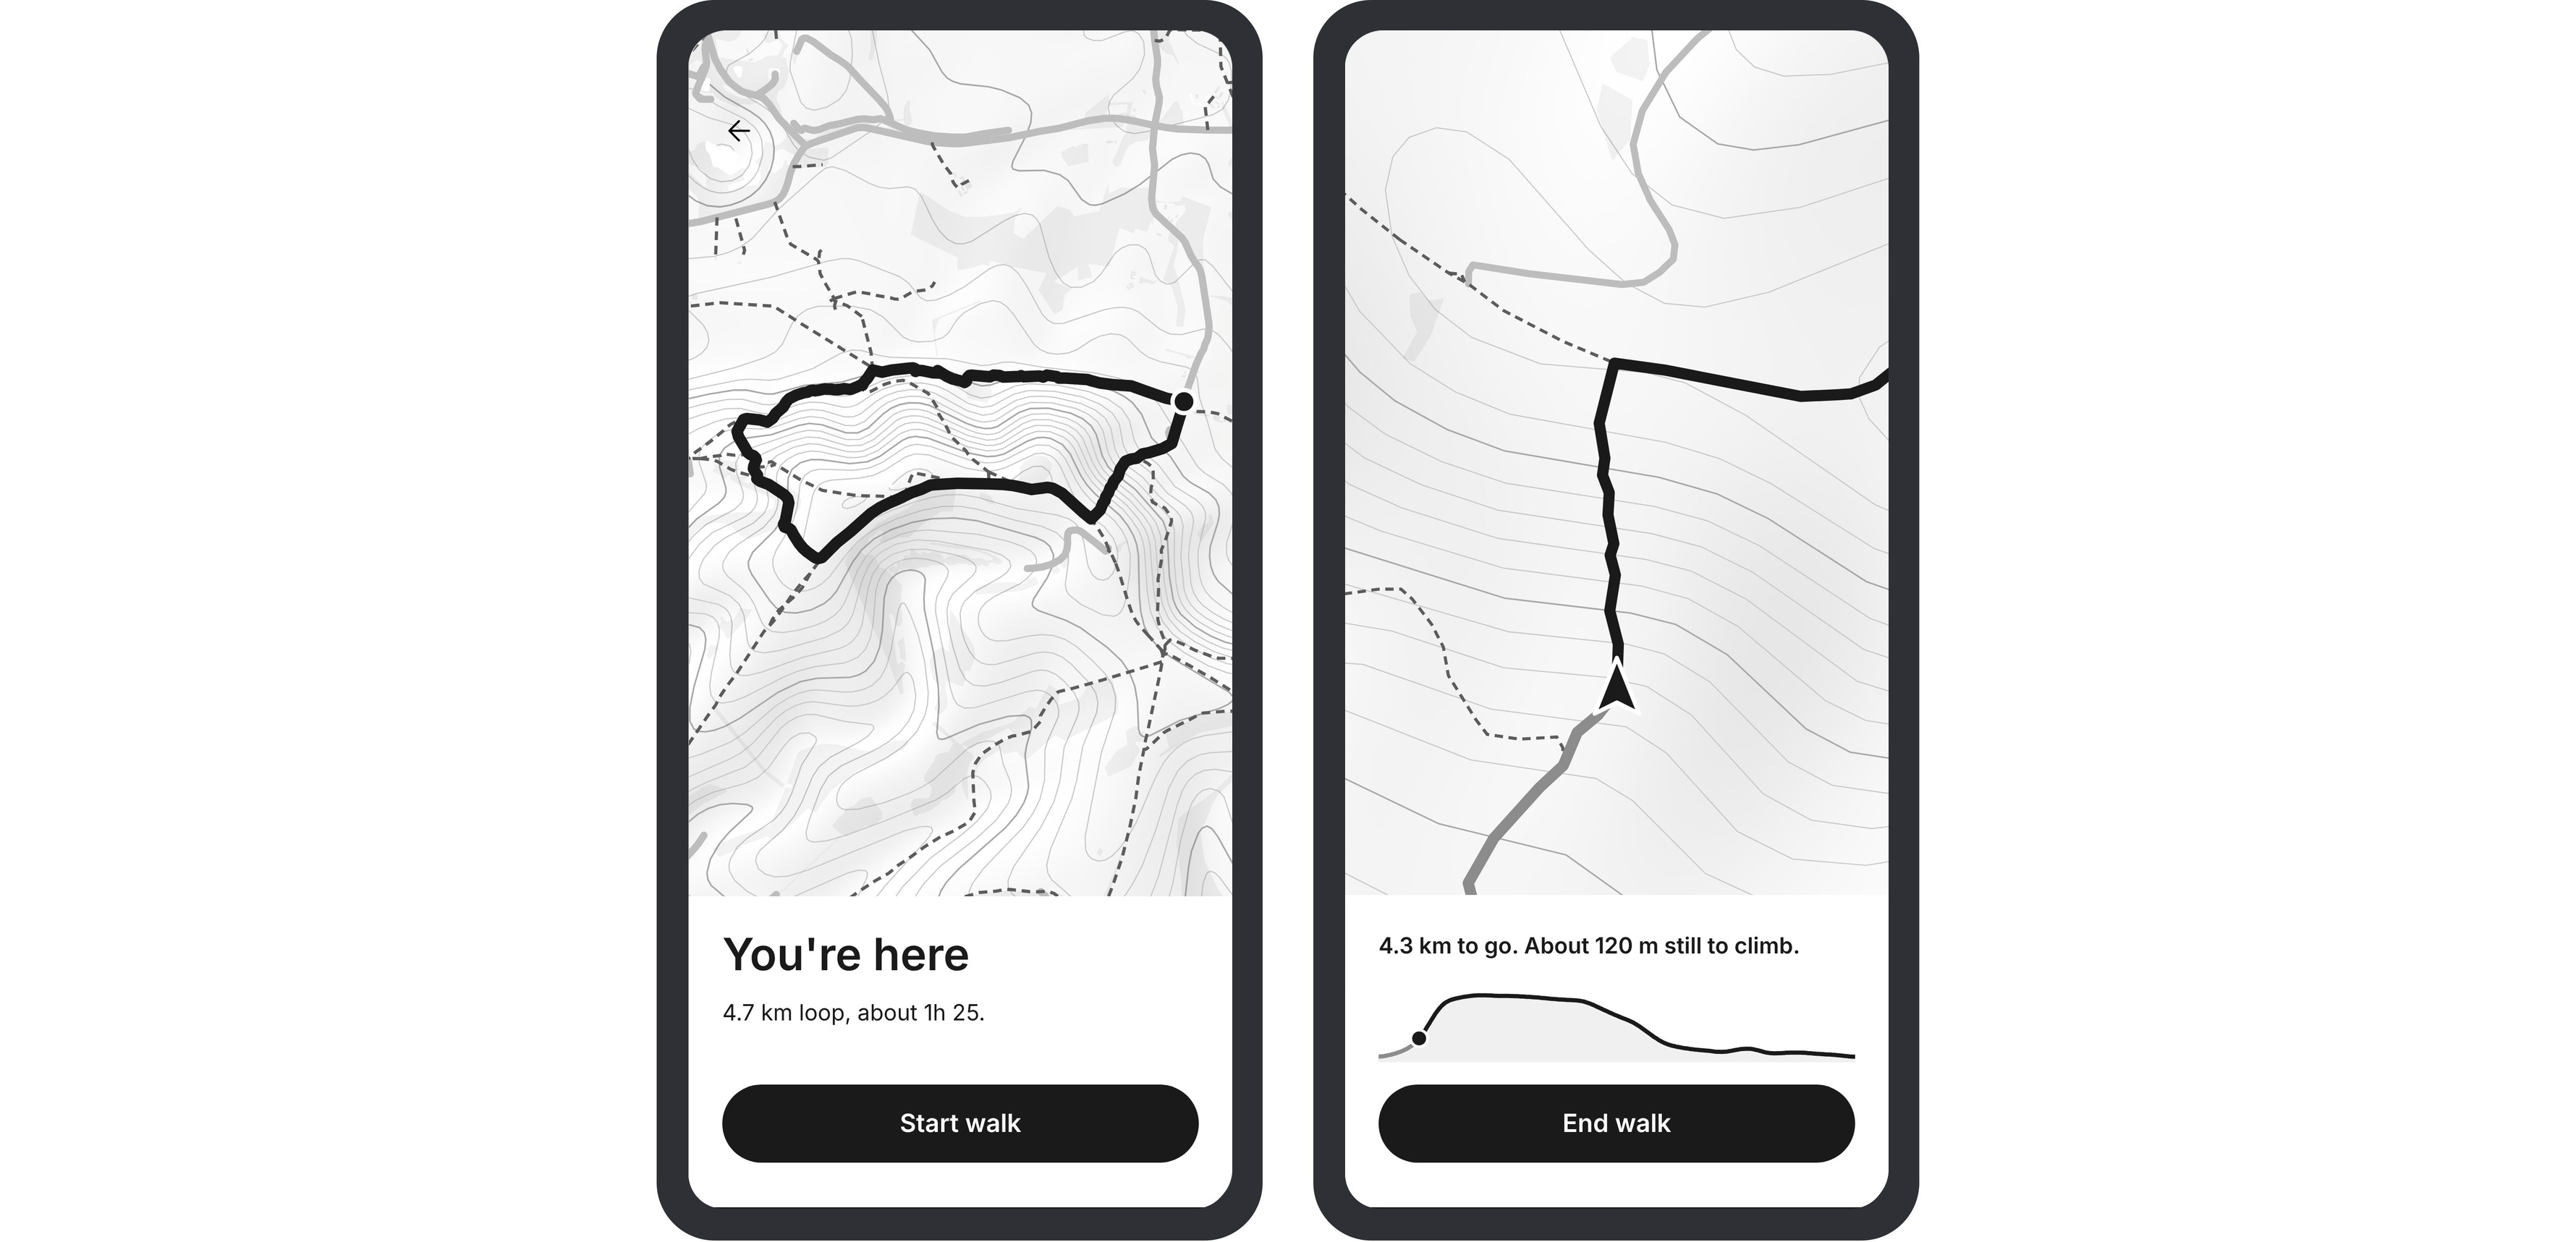 You're here
4.7 km loop, about 1h 25.
Start walk
4.3 km to go. About 120 m still to climb.
End walk